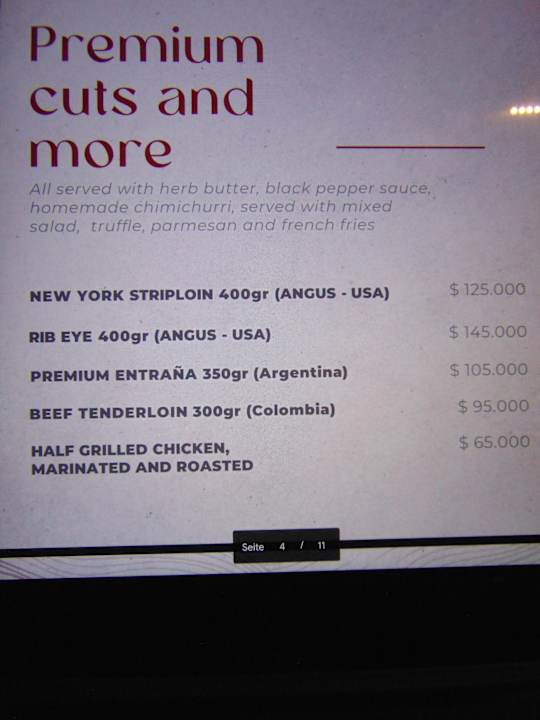 Premium
cuts and
more
All served with herb butter, black pepper sauce,
homemade chimichurri, served with mixed
salad, truffle, parmesan and french fries
NEW YORK STRIPLOIN 400gr (ANGUS - USA) $ 125.000
RIB EYE 400gr (ANGUS - USA) $ 145.000
PREMIUM ENTRAÑA 350gr (Argentina) $ 105.000
BEEF TENDERLOIN 300gr (Colombia) $ 95.000
HALF GRILLED CHICKEN, $ 65.000
MARINATED AND ROASTED
Seite 4 / 11